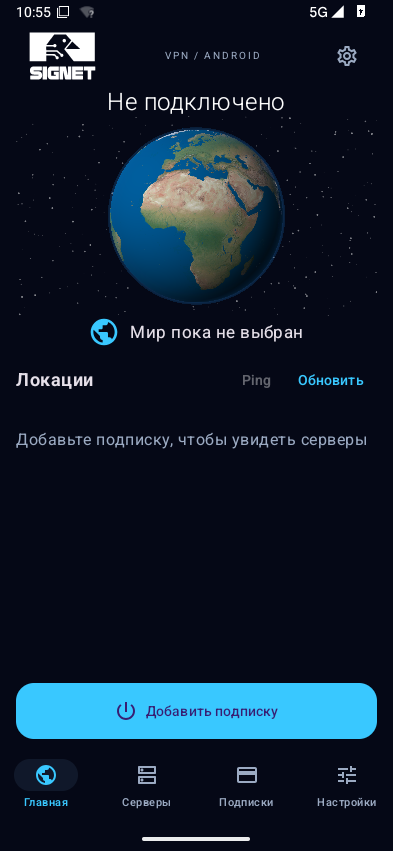 10:55
5G
SIGNET
VPN / ANDROID
Не подключено
Мир пока не выбран
Локации
Ping
Обновить
Добавьте подписку, чтобы увидеть серверы
Добавить подписку
Главная
Серверы
Подписки
Настройки